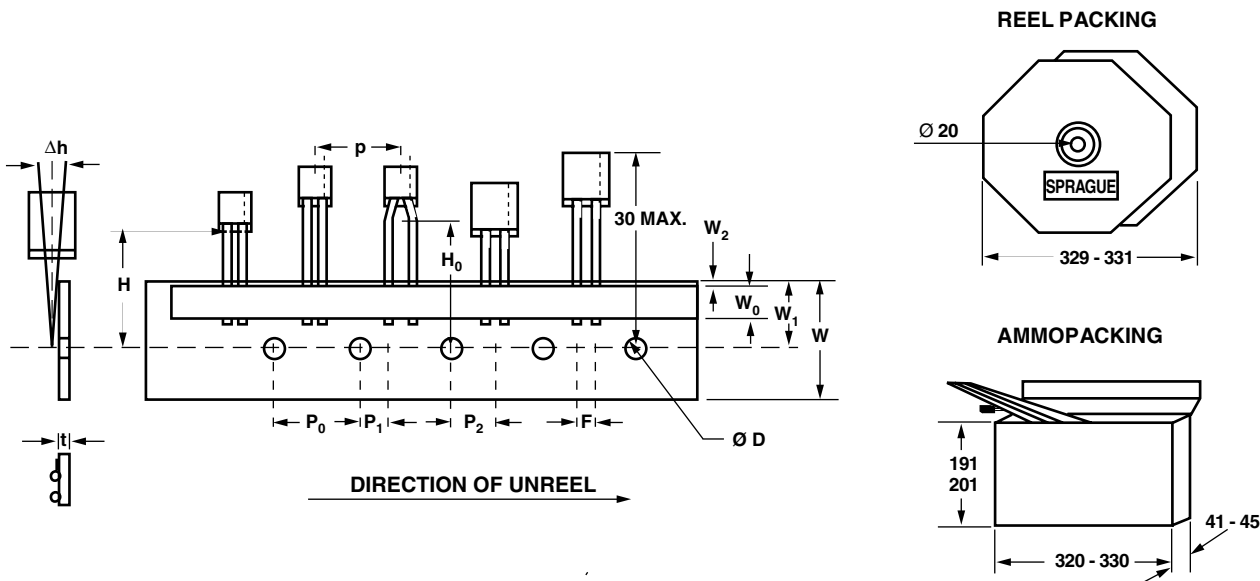 REEL PACKING
Ø 20
SPRAGUE
329 - 331
Δh
p
30 MAX.
H
H0
W2
W0
W1
W
P0
P1
P2
F
Ø D
t
DIRECTION OF UNREEL
AMMOPACKING
191
201
41 - 45
320 - 330